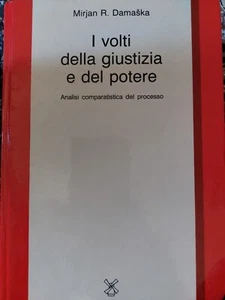 Mirjan R. Damaška
I volti
della giustizia
e del potere
Analisi comparatistica del processo